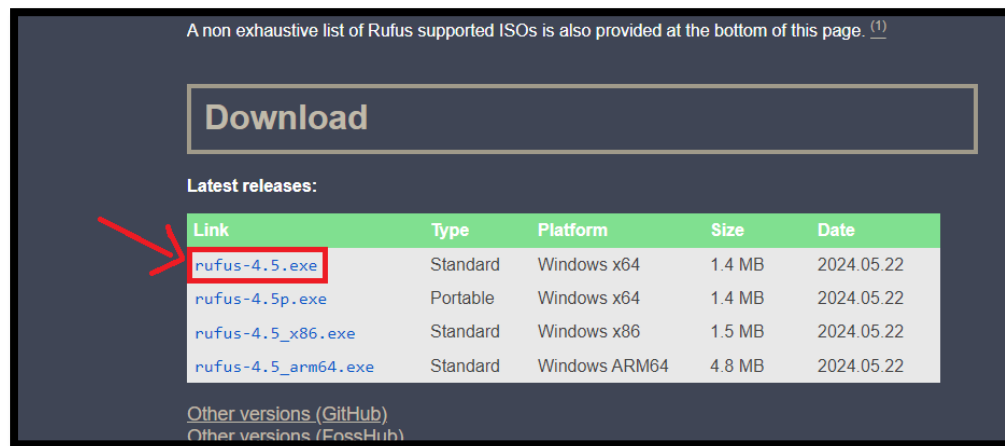 A non exhaustive list of Rufus supported ISOs is also provided at the bottom of this page. (1)
Download
Latest releases:
Link Type Platform Size Date
rufus-4.5.exe Standard Windows x64 1.4 MB 2024.05.22
rufus-4.5p.exe Portable Windows x64 1.4 MB 2024.05.22
rufus-4.5_x86.exe Standard Windows x86 1.5 MB 2024.05.22
rufus-4.5_arm64.exe Standard Windows ARM64 4.8 MB 2024.05.22
Other versions (GitHub)
Other versions (FossHub)